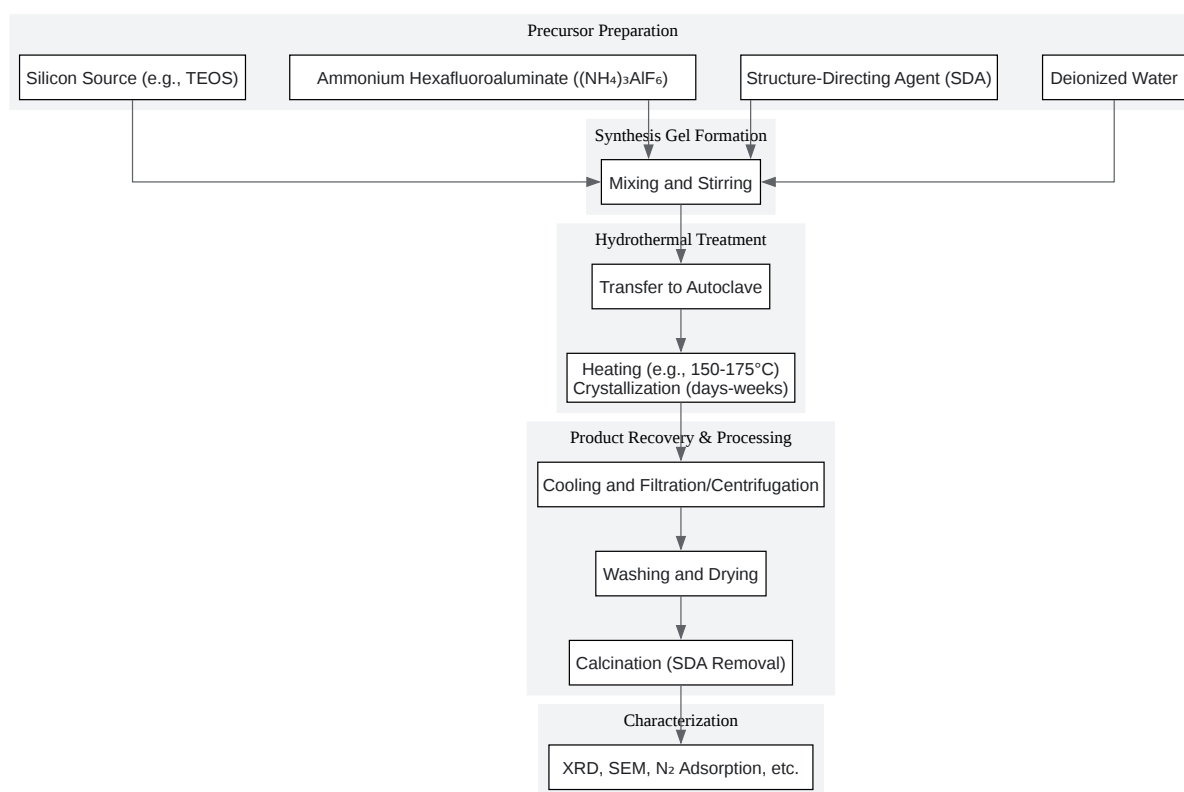 Precursor Preparation
Silicon Source (e.g., TEOS)
Ammonium Hexafluoroaluminate ((NH₄)₃AlF₆)
Structure-Directing Agent (SDA)
Deionized Water
Synthesis Gel Formation
Mixing and Stirring
Hydrothermal Treatment
Transfer to Autoclave
Heating (e.g., 150-175°C)
Crystallization (days-weeks)
Product Recovery & Processing
Cooling and Filtration/Centrifugation
Washing and Drying
Calcination (SDA Removal)
Characterization
XRD, SEM, N₂ Adsorption, etc.